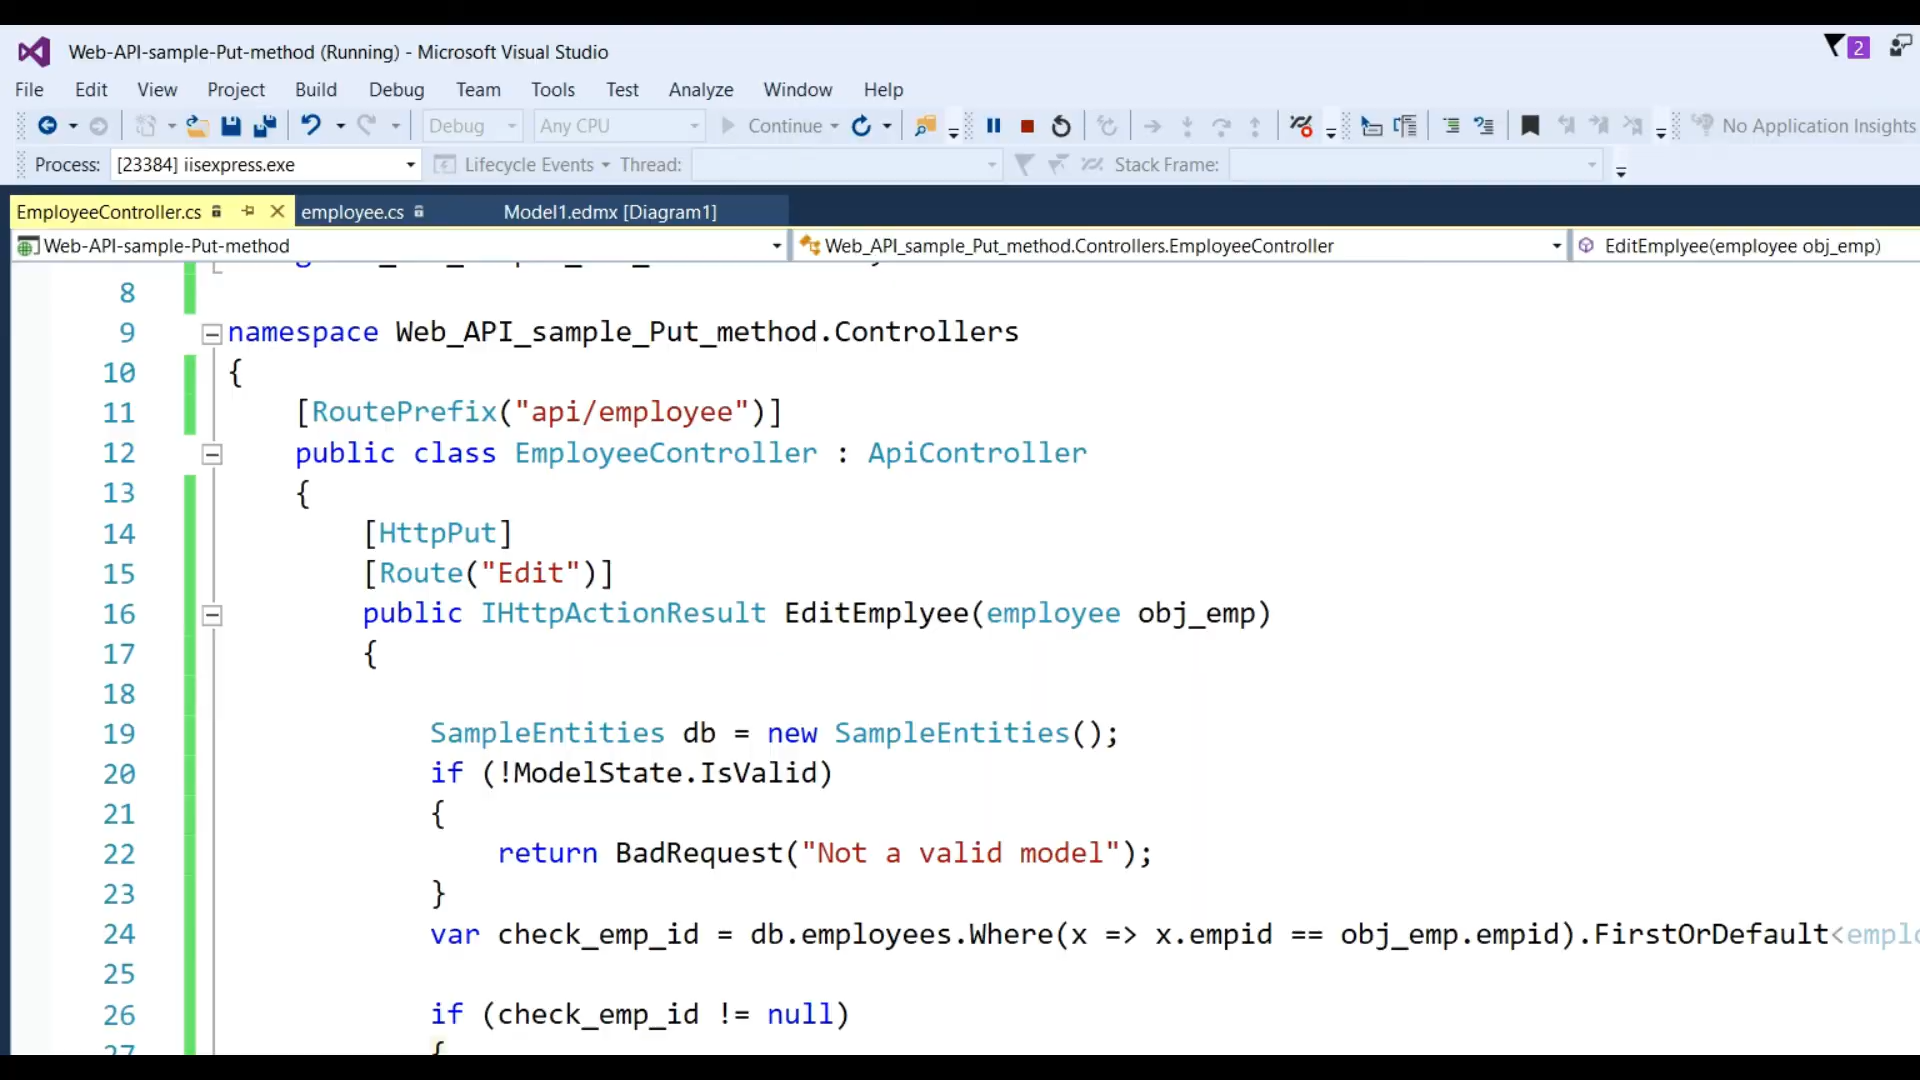 Web-API-sample-Put-method (Running) - Microsoft Visual Studio
2
File Edit View Project Build Debug Team Tools Test Analyze Window Help
Debug Any CPU Continue No Application Insights
Process: [23384] iisexpress.exe Lifecycle Events Thread: Stack Frame:
EmployeeController.cs employee.cs Model1.edmx [Diagram1]
Web-API-sample-Put-method Web_API_sample_Put_method.Controllers.EmployeeController EditEmplyee(employee obj_emp)
8
9 namespace Web_API_sample_Put_method.Controllers
10 {
11 [RoutePrefix("api/employee")]
12 public class EmployeeController : ApiController
13 {
14 [HttpPut]
15 [Route("Edit")]
16 public IHttpActionResult EditEmplyee(employee obj_emp)
17 {
18
19 SampleEntities db = new SampleEntities();
20 if (!ModelState.IsValid)
21 {
22 return BadRequest("Not a valid model");
23 }
24 var check_emp_id = db.employees.Where(x => x.empid == obj_emp.empid).FirstOrDefault<emplo
25
26 if (check_emp_id != null)
27 {